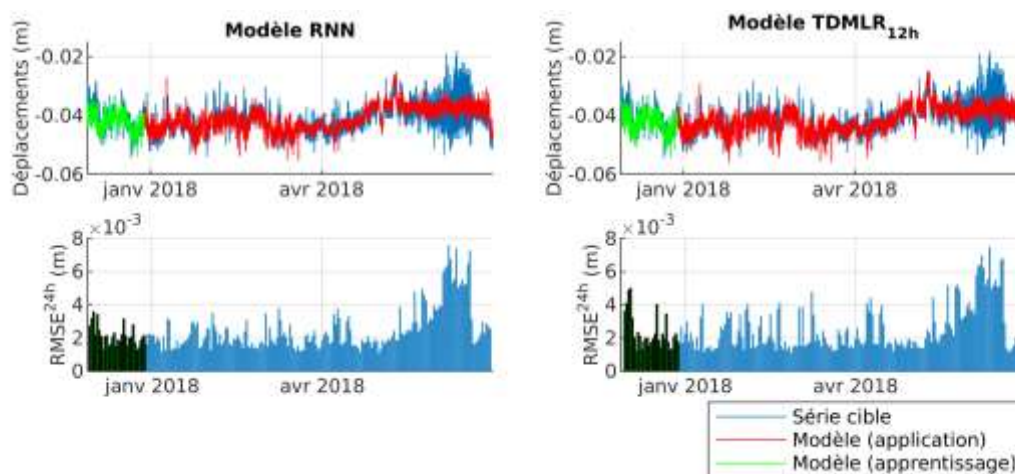 Modèle RNN
Déplacements (m)
-0.02
-0.04
-0.06
janv 2018
avr 2018
×10⁻³
RMSE²⁴ʰ (m)
8
6
4
2
0
janv 2018
avr 2018
Modèle TDMLR₁₂ₕ
Déplacements (m)
-0.02
-0.04
-0.06
janv 2018
avr 2018
×10⁻³
RMSE²⁴ʰ (m)
8
6
4
2
0
janv 2018
avr 2018
Série cible
Modèle (application)
Modèle (apprentissage)